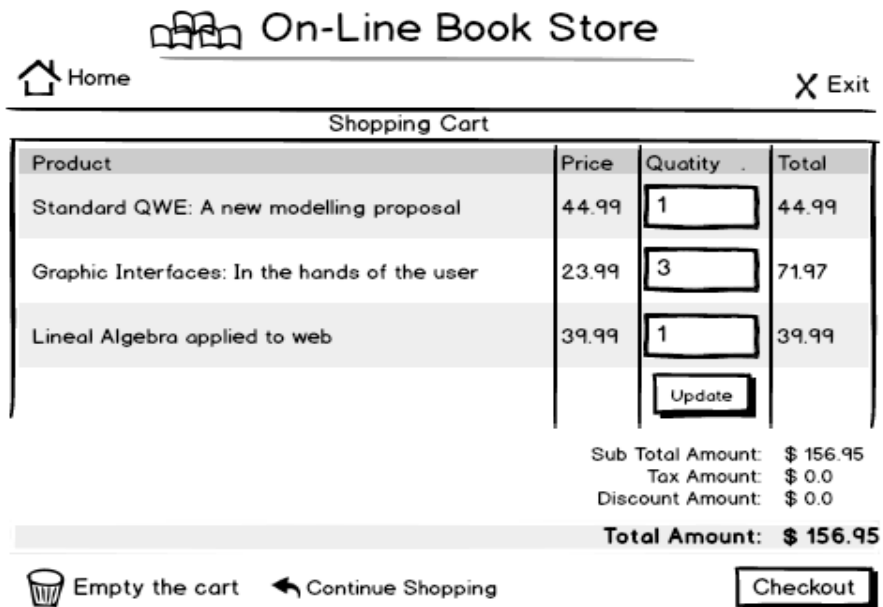 On-Line Book Store
Home
X Exit
Shopping Cart
Product Price Quatity . Total
Standard QWE: A new modelling proposal 44.99 1 44.99
Graphic Interfaces: In the hands of the user 23.99 3 71.97
Lineal Algebra applied to web 39.99 1 39.99
Update
Sub Total Amount: $ 156.95
Tax Amount: $ 0.0
Discount Amount: $ 0.0
Total Amount: $ 156.95
Empty the cart Continue Shopping Checkout